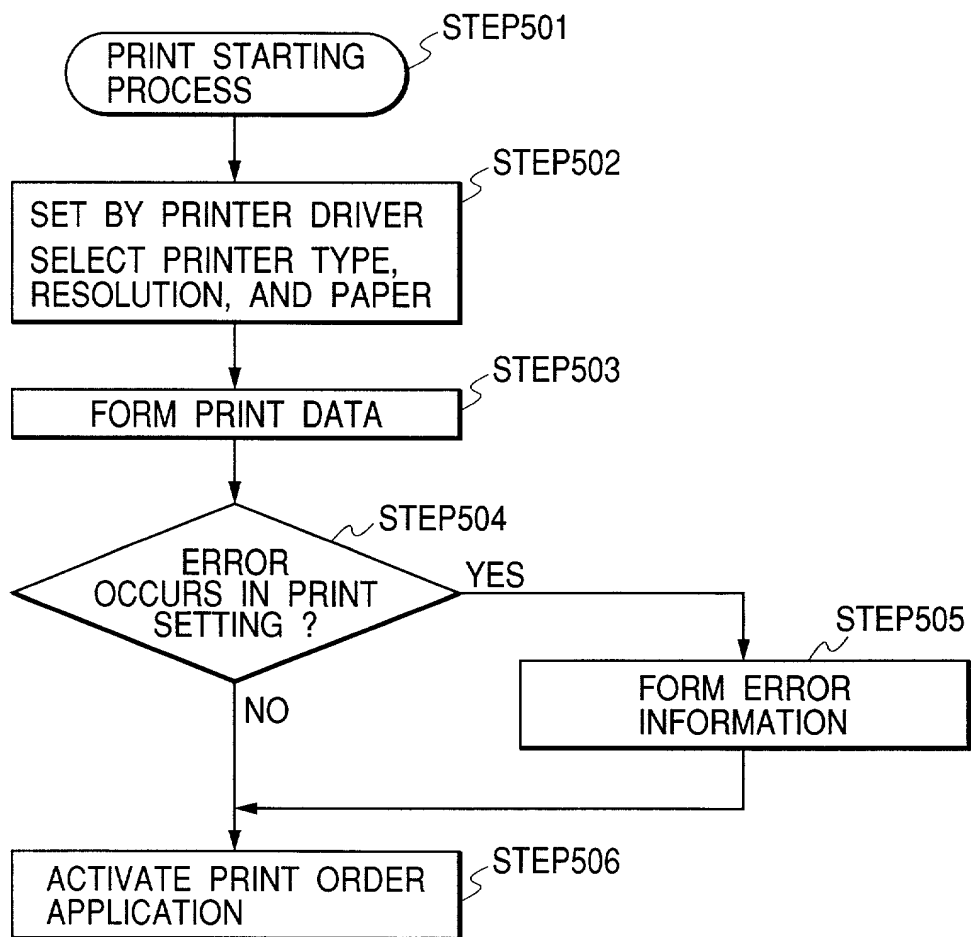 STEP501
PRINT STARTING
PROCESS
STEP502
SET BY PRINTER DRIVER
SELECT PRINTER TYPE,
RESOLUTION, AND PAPER
STEP503
FORM PRINT DATA
STEP504
ERROR
OCCURS IN PRINT
SETTING ?
YES
STEP505
FORM ERROR
INFORMATION
NO
STEP506
ACTIVATE PRINT ORDER
APPLICATION